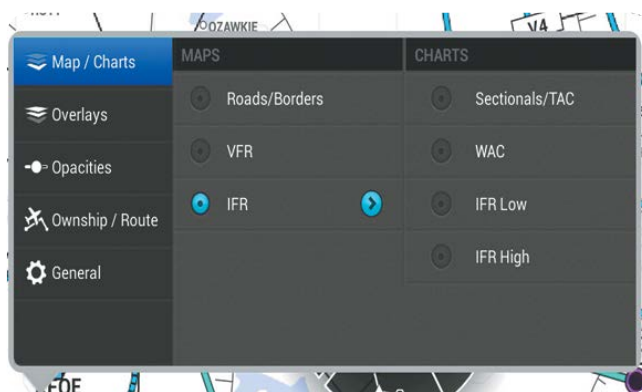 OZAWKIE
V4
Map / Charts
Overlays
Opacities
Ownship / Route
General
MAPS
Roads/Borders
VFR
IFR
CHARTS
Sectionals/TAC
WAC
IFR Low
IFR High